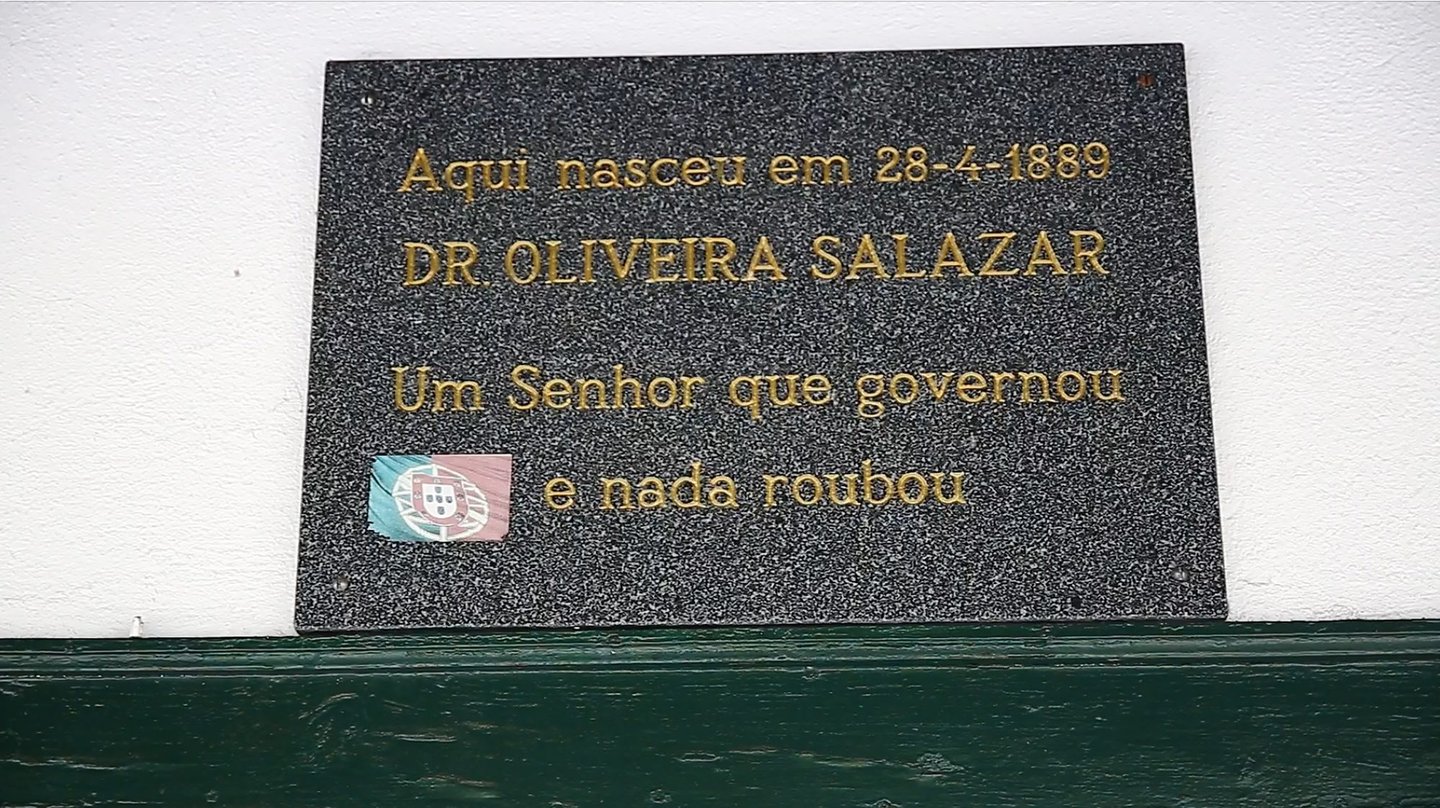 Aqui nasceu em 28-4-1889
DR. OLIVEIRA SALAZAR
Um Senhor que governou
e nada roubou